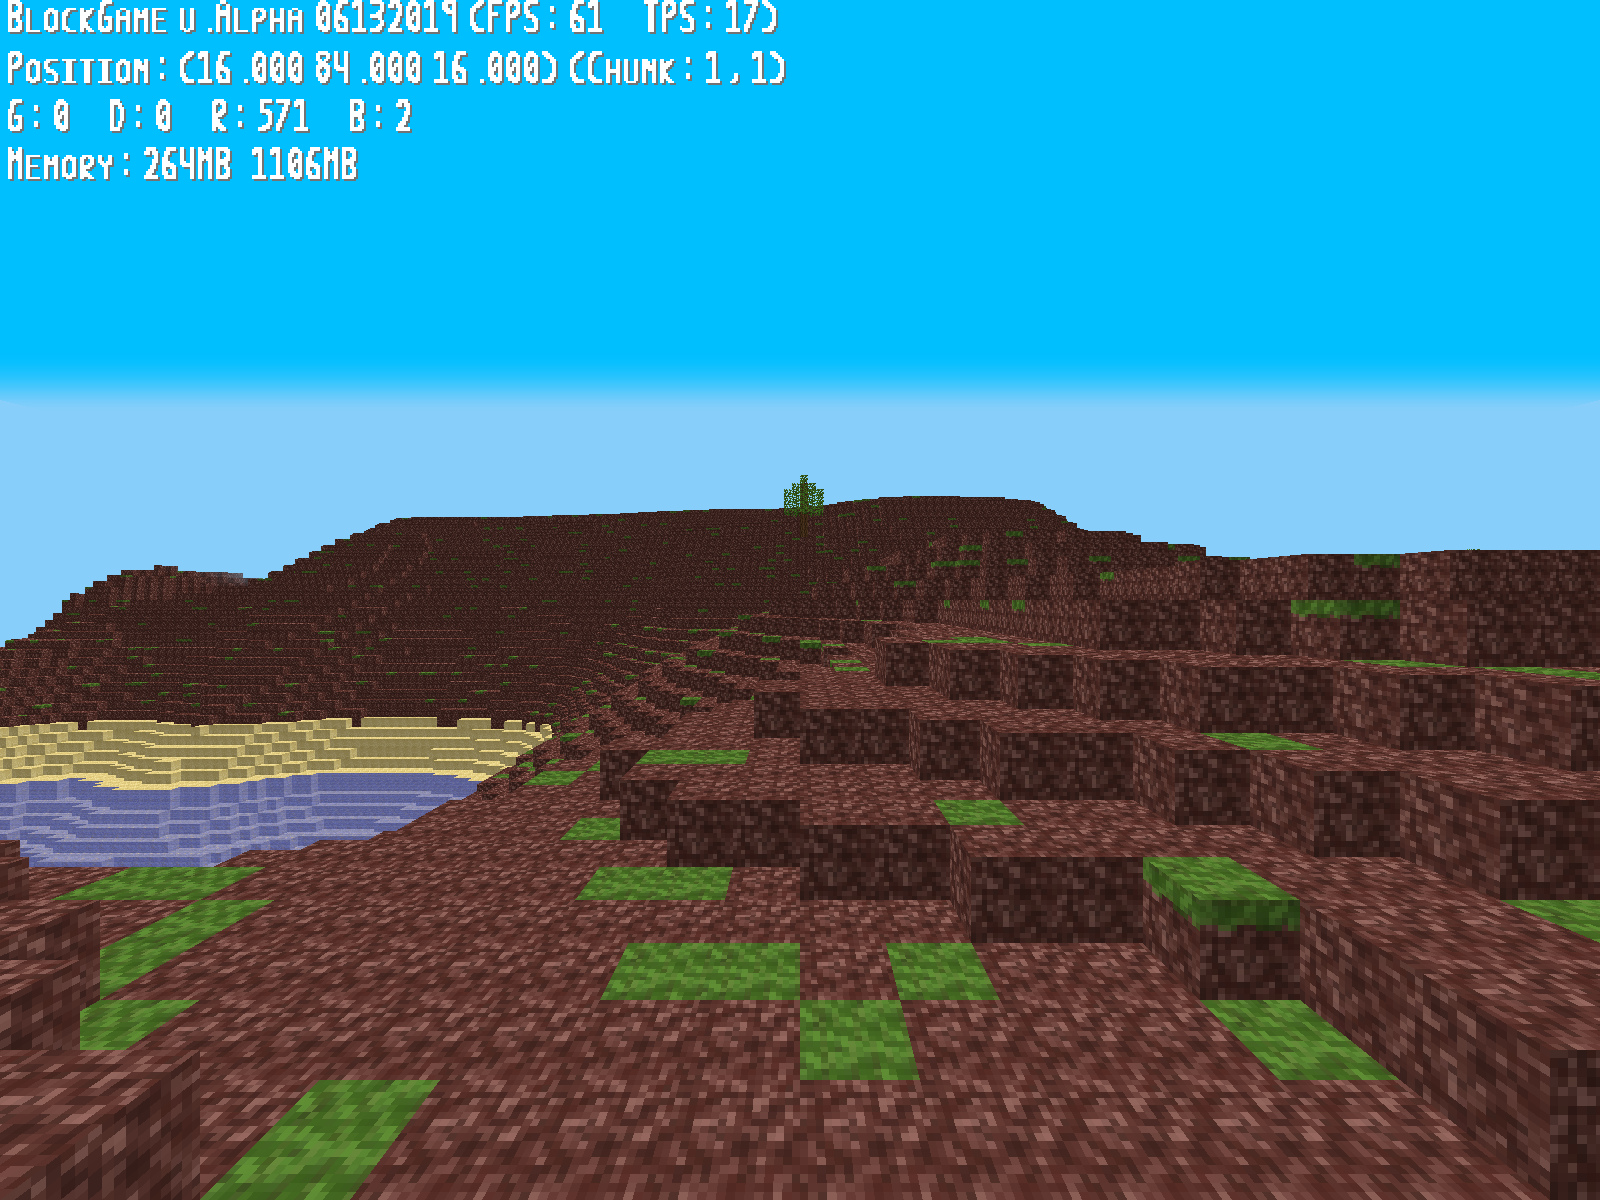 BlockGame v.Alpha 06132019 (FPS: 61 TPS: 17)
Position: (16.000 84.000 16.000) (Chunk: 1, 1)
G: 0 D: 0 R: 571 B: 2
Memory: 264MB 1106MB